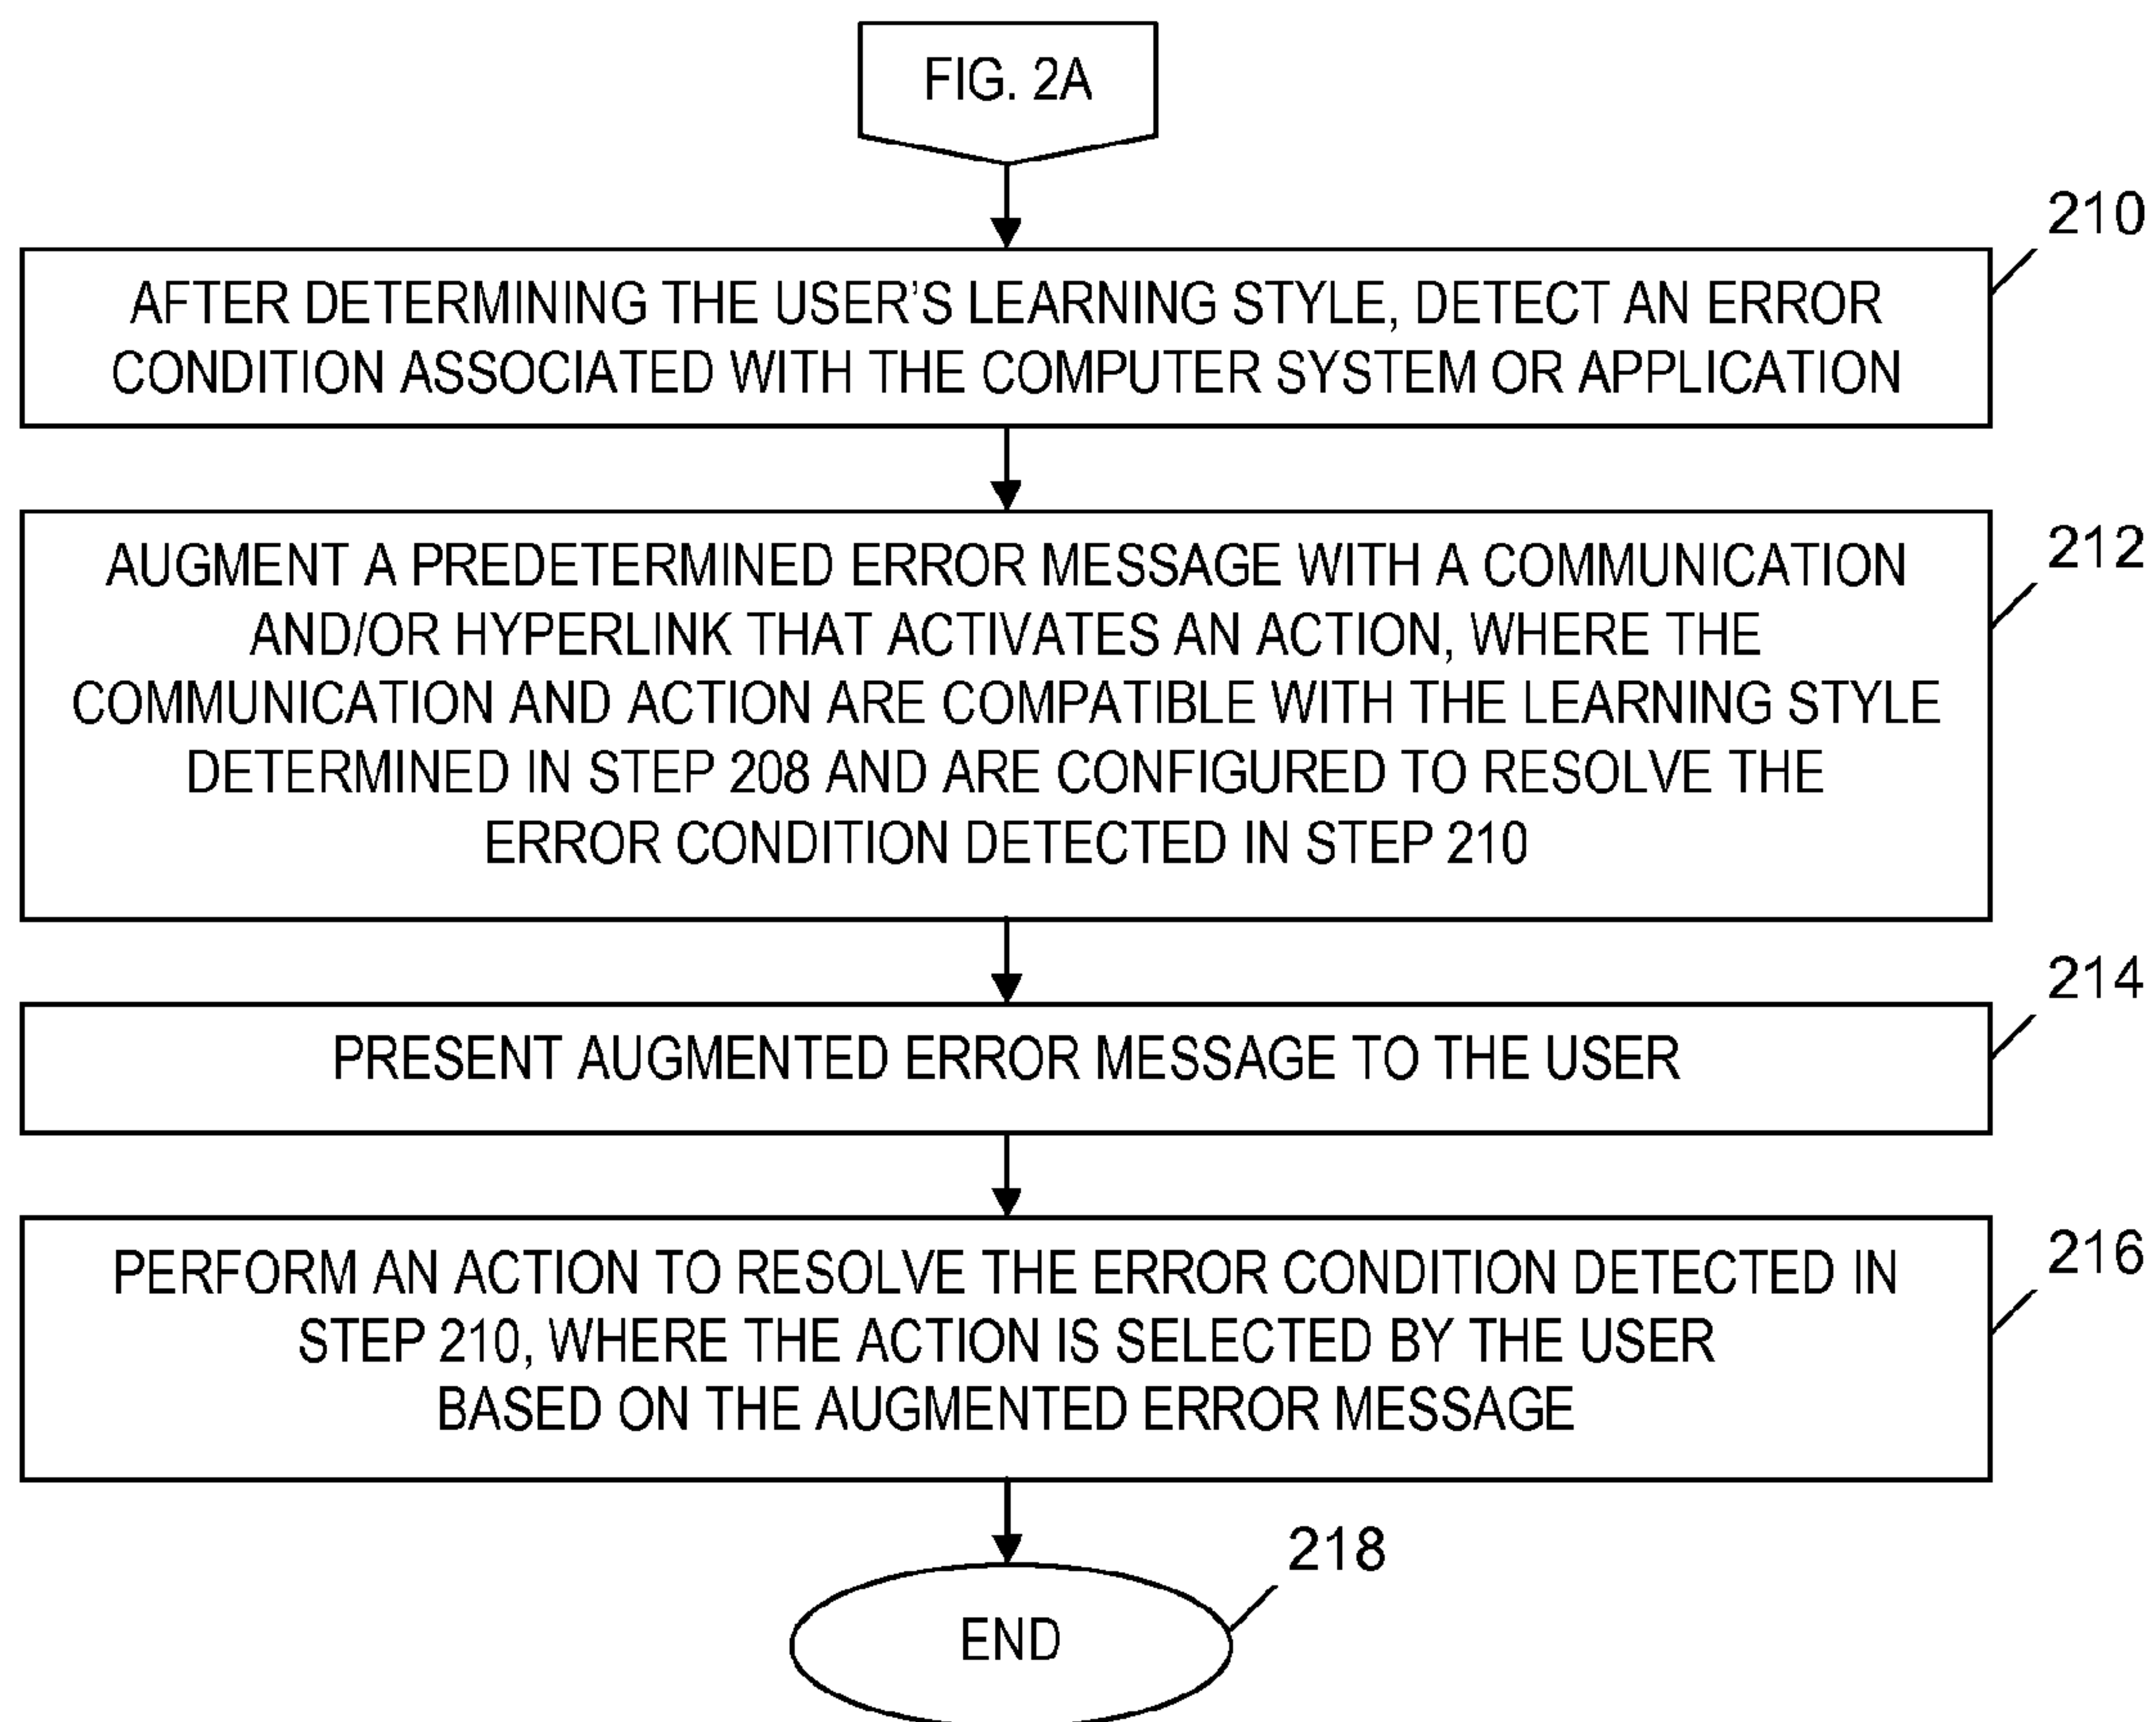 FIG. 2A
210
AFTER DETERMINING THE USER’S LEARNING STYLE, DETECT AN ERROR
CONDITION ASSOCIATED WITH THE COMPUTER SYSTEM OR APPLICATION
212
AUGMENT A PREDETERMINED ERROR MESSAGE WITH A COMMUNICATION
AND/OR HYPERLINK THAT ACTIVATES AN ACTION, WHERE THE
COMMUNICATION AND ACTION ARE COMPATIBLE WITH THE LEARNING STYLE
DETERMINED IN STEP 208 AND ARE CONFIGURED TO RESOLVE THE
ERROR CONDITION DETECTED IN STEP 210
214
PRESENT AUGMENTED ERROR MESSAGE TO THE USER
216
PERFORM AN ACTION TO RESOLVE THE ERROR CONDITION DETECTED IN
STEP 210, WHERE THE ACTION IS SELECTED BY THE USER
BASED ON THE AUGMENTED ERROR MESSAGE
218
END